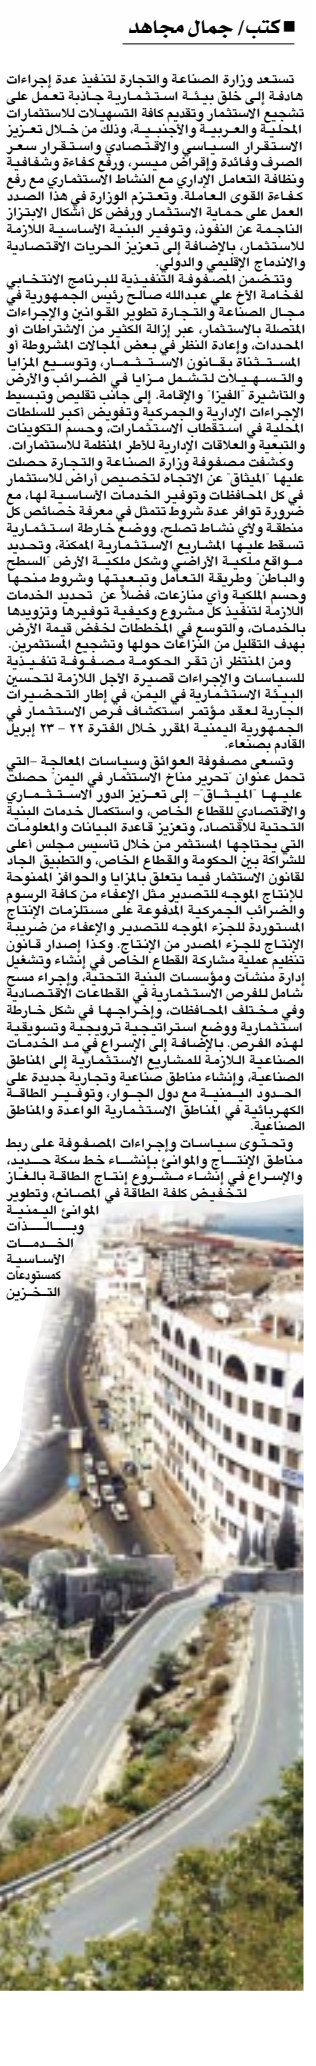 ■ كتب/ جمال مجاهد
تستعد وزارة الصناعة والتجارة لتنفيذ عدة إجراءات
هادفة إلى خلق بيئة استثمارية جاذبة تعمل على
تشجيع الاستثمار وتقديم كافة التسهيلات للاستثمارات
المحلية والعربية والأجنبية، وذلك من خلال تعزيز
الاستقرار السياسي والاقتصادي واستقرار سعر
الصرف وفائدة وإقراض ميسر، ورفع كفاءة وشفافية
ونظافة التعامل الإداري مع النشاط الاستثماري مع رفع
كفاءة القوى العاملة. وتعتزم الوزارة في هذا الصدد
العمل على حماية الاستثمار ورفض كل أشكال الابتزاز
الناجمة عن النفوذ، وتوفير البنية الأساسية اللازمة
للاستثمار، بالإضافة إلى تعزيز الحريات الاقتصادية
والاندماج الإقليمي والدولي.
وتتضمن المصفوفة التنفيذية للبرنامج الانتخابي
لفخامة الأخ علي عبدالله صالح رئيس الجمهورية في
مجال الصناعة والتجارة تطوير القوانين والإجراءات
المتصلة بالاستثمار، عبر إزالة الكثير من الاشتراطات أو
المحددات، وإعادة النظر في بعض المجالات المشروطة أو
المستثناة بقانون الاستثمار، وتوسيع المزايا
والتسهيلات لتشمل مزايا في الضرائب والأرض
والتأشيرة "الفيزا" والإقامة. إلى جانب تقليص وتبسيط
الإجراءات الإدارية والجمركية وتفويض أكبر للسلطات
المحلية في استقطاب الاستثمارات، وحسم التكوينات
والتبعية والعلاقات الإدارية للأطر المنظمة للاستثمارات.
وكشفت مصفوفة وزارة الصناعة والتجارة حصلت
عليها "الميثاق" عن الاتجاه لتخصيص أراض للاستثمار
في كل المحافظات وتوفير الخدمات الأساسية لها، مع
ضرورة توافر عدة شروط تتمثل في معرفة خصائص كل
منطقة ولأي نشاط تصلح، ووضع خارطة استثمارية
تسقط عليها المشاريع الاستثمارية الممكنة، وتحديد
مواقع ملكية الأراضي وشكل ملكية الأرض "السطح
والباطن" وطريقة التعامل وتبعيتها وشروط منحها
وحسم الملكية وأي منازعات، فضلاً عن تحديد الخدمات
اللازمة لتنفيذ كل مشروع وكيفية توفيرها وتزويدها
بالخدمات، والتوسع في المخططات لخفض قيمة الأرض
بهدف التقليل من النزاعات حولها وتشجيع المستثمرين.
ومن المنتظر أن تقر الحكومة مصفوفة تنفيذية
للسياسات والإجراءات قصيرة الأجل اللازمة لتحسين
البيئة الاستثمارية في اليمن، في إطار التحضيرات
الجارية لعقد مؤتمر استكشاف فرص الاستثمار في
الجمهورية اليمنية المقرر خلال الفترة ٢٢ - ٢٣ إبريل
القادم بصنعاء.
وتسعى مصفوفة العوائق وسياسات المعالجة -التي
تحمل عنوان "تحرير مناخ الاستثمار في اليمن" حصلت
عليها "الميثاق"- إلى تعزيز الدور الاستثماري
والاقتصادي للقطاع الخاص، واستكمال خدمات البنية
التحتية للاقتصاد، وتعزيز قاعدة البيانات والمعلومات
التي يحتاجها المستثمر من خلال تأسيس مجلس أعلى
للشراكة بين الحكومة والقطاع الخاص، والتطبيق الجاد
لقانون الاستثمار فيما يتعلق بالمزايا والحوافز الممنوحة
للإنتاج الموجه للتصدير مثل الإعفاء من كافة الرسوم
والضرائب الجمركية المدفوعة على مستلزمات الإنتاج
المستوردة للجزء الموجه للتصدير والإعفاء من ضريبة
الإنتاج للجزء المصدر من الإنتاج. وكذا إصدار قانون
تنظيم عملية مشاركة القطاع الخاص في إنشاء وتشغيل
إدارة منشآت ومؤسسات البنية التحتية، وإجراء مسح
شامل للفرص الاستثمارية في القطاعات الاقتصادية
وفي مختلف المحافظات، وإخراجها في شكل خارطة
استثمارية ووضع استراتيجية ترويجية وتسويقية
لهذه الفرص. بالإضافة إلى الإسراع في مد الخدمات
الصناعية اللازمة للمشاريع الاستثمارية إلى المناطق
الصناعية، وإنشاء مناطق صناعية وتجارية جديدة على
الحدود اليمنية مع دول الجوار، وتوفير الطاقة
الكهربائية في المناطق الاستثمارية الواعدة والمناطق
الصناعية.
وتحتوى سياسات وإجراءات المصفوفة على ربط
مناطق الإنتاج والموانئ بإنشاء خط سكة حديد،
والإسراع في إنشاء مشروع إنتاج الطاقة بالغاز
لتخفيض كلفة الطاقة في المصانع، وتطوير
الموانئ اليمنية
وبالذات
الخدمات
الأساسية
كمستودعات
التخزين